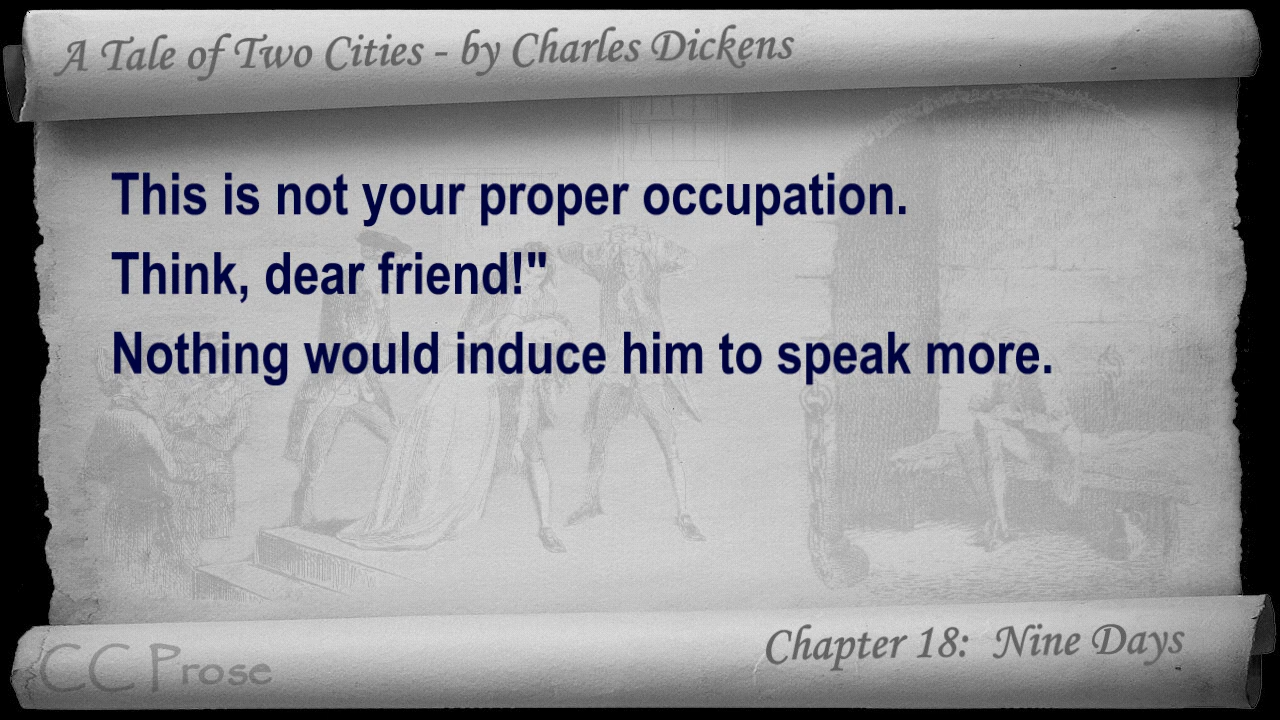 A Tale of Two Cities - by Charles Dickens
This is not your proper occupation.
Think, dear friend!"
Nothing would induce him to speak more.
Chapter 18: Nine Days
CC Prose